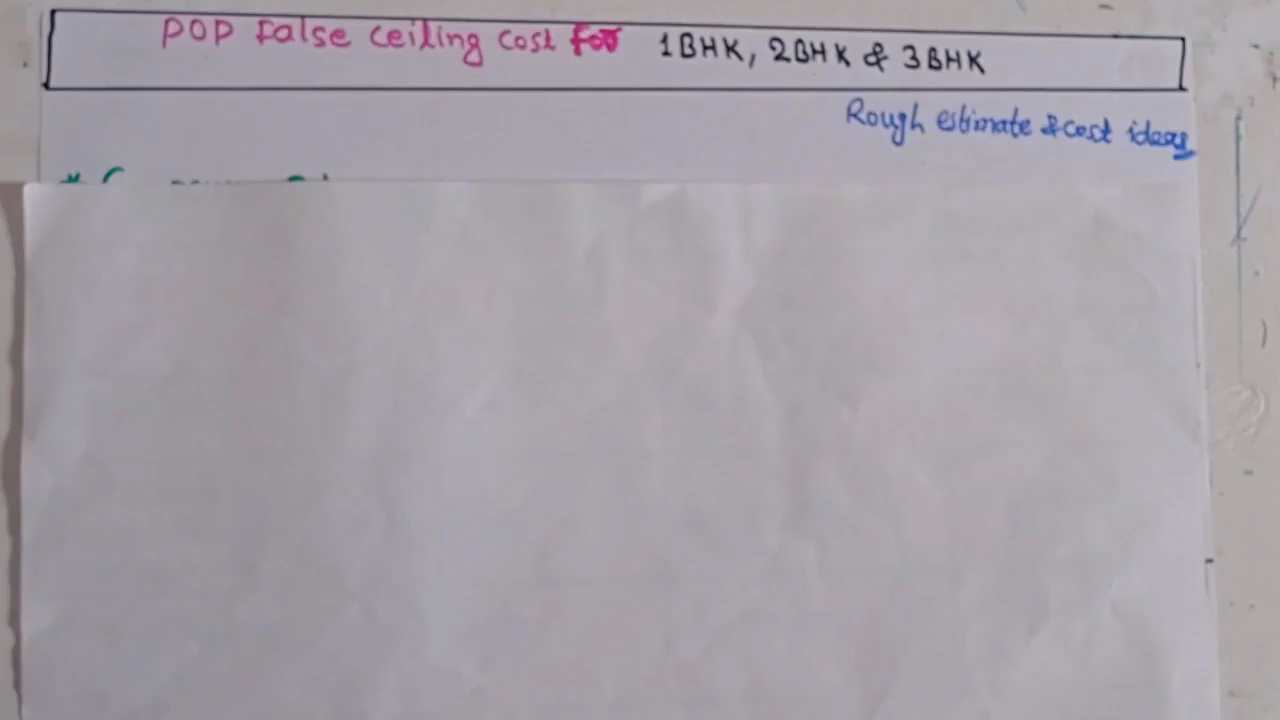 POP False ceiling cost for 1BHK, 2BHK & 3BHK
Rough estimate & cost ideas